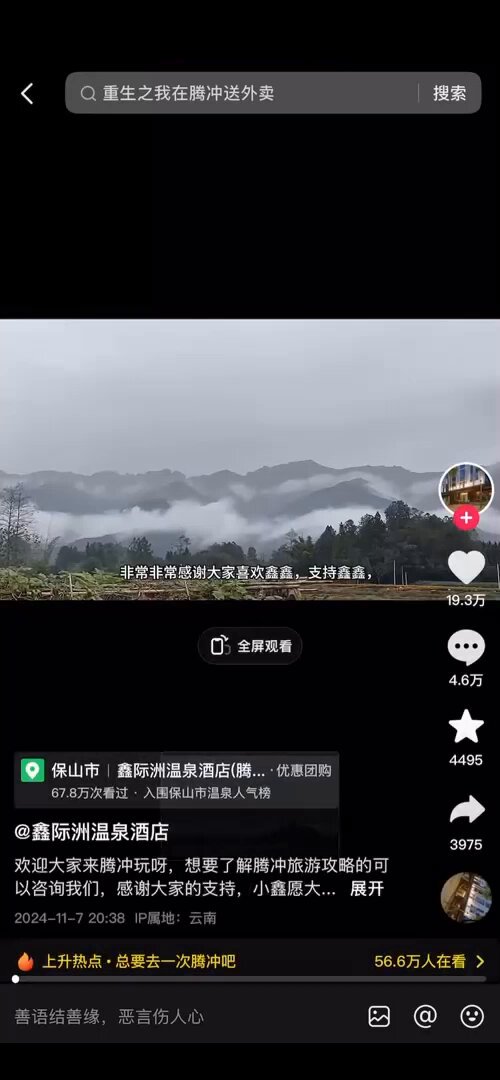 重生之我在腾冲送外卖
搜索
非常非常感谢大家喜欢鑫鑫，支持鑫鑫，
19.3万
全屏观看
4.6万
4495
保山市 | 鑫际洲温泉酒店(腾... ·优惠团购
67.8万次看过 · 入围保山市温泉人气榜
3975
@鑫际洲温泉酒店
欢迎大家来腾冲玩呀，想要了解腾冲旅游攻略的可
以咨询我们，感谢大家的支持，小鑫愿大... 展开
2024-11-7 20:38 IP属地：云南
上升热点 · 总要去一次腾冲吧 56.6万人在看
善语结善缘，恶言伤人心
@